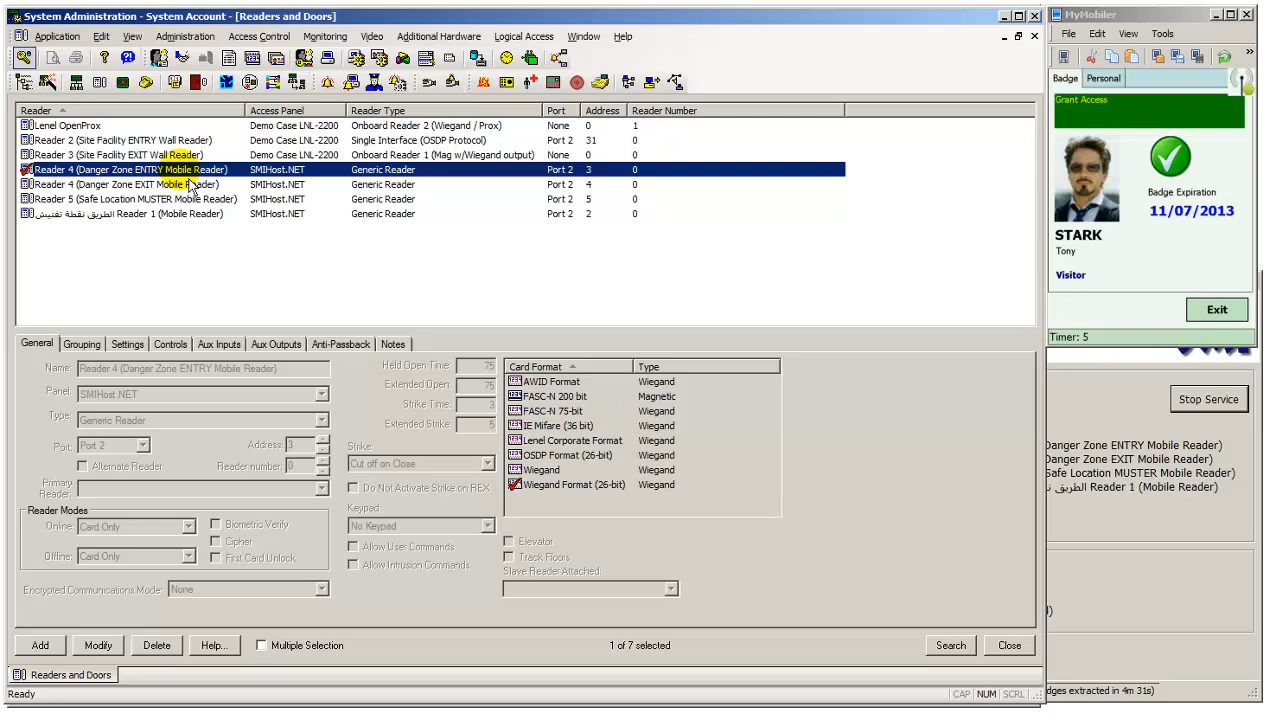 System Administration - System Account - [Readers and Doors]
Application Edit View Administration Access Control Monitoring Video Additional Hardware Logical Access Window Help
Reader Access Panel Reader Type Port Address Reader Number
Lenel OpenProx Demo Case LNL-2200 Onboard Reader 2 (Wiegand / Prox) None 0 1
Reader 2 (Site Facility ENTRY Wall Reader) Demo Case LNL-2200 Single Interface (OSDP Protocol) Port 2 31 0
Reader 3 (Site Facility EXIT Wall Reader) Demo Case LNL-2200 Onboard Reader 1 (Mag w/Wiegand output) None 0 0
Reader 4 (Danger Zone ENTRY Mobile Reader) SMIHost.NET Generic Reader Port 2 3 0
Reader 4 (Danger Zone EXIT Mobile Reader) SMIHost.NET Generic Reader Port 2 4 0
Reader 5 (Safe Location MUSTER Mobile Reader) SMIHost.NET Generic Reader Port 2 5 0
الطريق نقطة تفتيش Reader 1 (Mobile Reader) SMIHost.NET Generic Reader Port 2 2 0
General Grouping Settings Controls Aux Inputs Aux Outputs Anti-Passback Notes
Name: Reader 4 (Danger Zone ENTRY Mobile Reader)
Panel: SMIHost.NET
Type: Generic Reader
Port: Port 2 Address: 3
Alternate Reader Reader number: 0
Primary Reader:
Reader Modes
Online: Card Only Biometric Verify
Cipher
Offline: Card Only First Card Unlock
Encrypted Communications Mode: None
Held Open Time: 75
Extended Open: 75
Strike Time: 3
Extended Strike: 5
Strike:
Cut off on Close
Do Not Activate Strike on REX
Keypad:
No Keypad
Allow User Commands
Allow Intrusion Commands
Card Format Type
AWID Format Wiegand
FASC-N 200 bit Magnetic
FASC-N 75-bit Wiegand
IE Mifare (36 bit) Wiegand
Lenel Corporate Format Wiegand
OSDP Format (26-bit) Wiegand
Wiegand Wiegand
Wiegand Format (26-bit) Wiegand
Elevator
Track Floors
Slave Reader Attached:
Add Modify Delete Help... Multiple Selection 1 of 7 selected Search Close
Readers and Doors
Ready CAP NUM SCRL
MyMobiler
File Edit View Tools
Badge Personal
Grant Access
Badge Expiration
11/07/2013
STARK
Tony
Visitor
Exit
Timer: 5
Stop Service
Danger Zone ENTRY Mobile Reader)
Danger Zone EXIT Mobile Reader)
Safe Location MUSTER Mobile Reader)
الطريق Reader 1 (Mobile Reader)
dges extracted in 4m 31s)